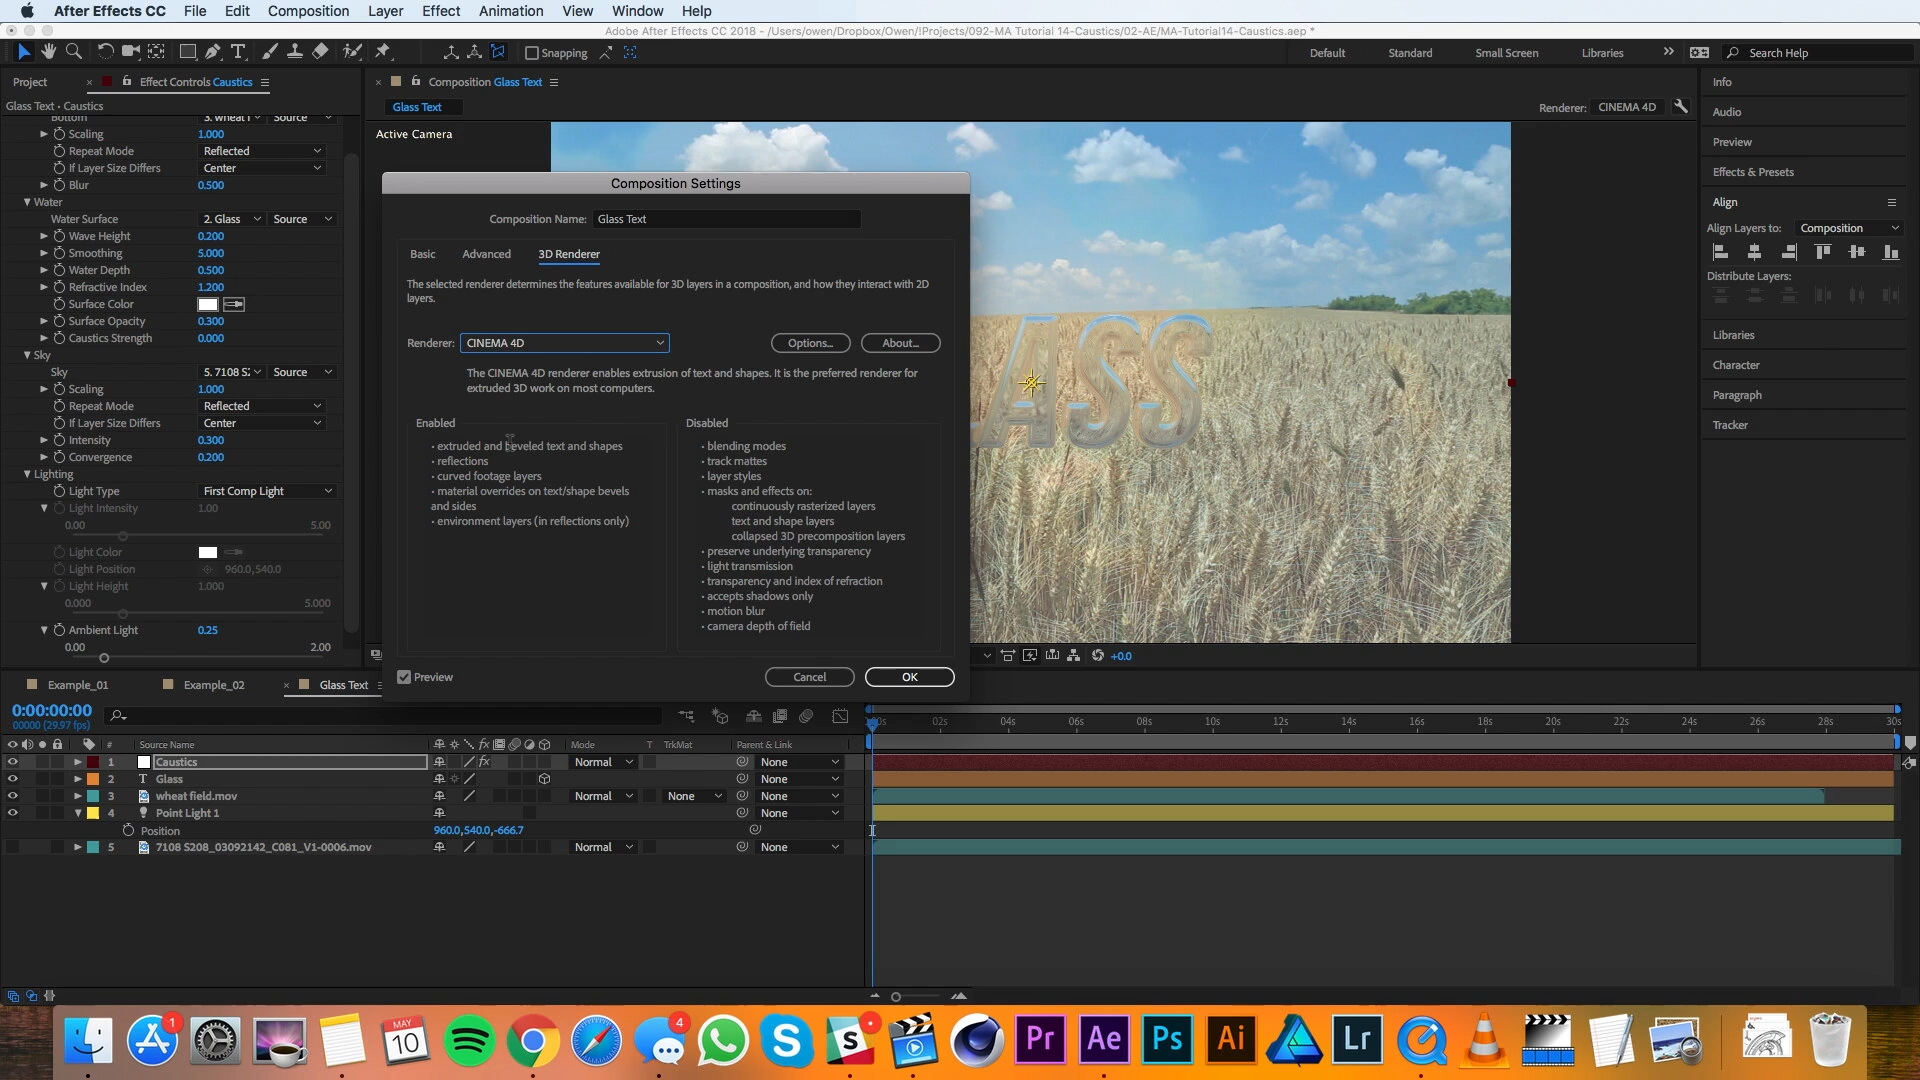 After Effects CC File Edit Composition Layer Effect Animation View Window Help
Adobe After Effects CC 2018 - /Users/owen/Dropbox/Owen/!Projects/092-MA Tutorial 14-Caustics/02-AE/MA-Tutorial14-Caustics.aep *
Snapping
Default Standard Small Screen Libraries
Search Help
Project
Effect Controls Caustics
Glass Text • Caustics
Bottom Source
Scaling 1.000
Repeat Mode Reflected
If Layer Size Differs Center
Blur 0.500
Water
Water Surface 2. Glass Source
Wave Height 0.200
Smoothing 5.000
Water Depth 0.500
Refractive Index 1.200
Surface Color
Surface Opacity 0.300
Caustics Strength 0.000
Sky
Sky 5. 7108 S: Source
Scaling 1.000
Repeat Mode Reflected
If Layer Size Differs Center
Intensity 0.300
Convergence 0.200
Lighting
Light Type First Comp Light
Light Intensity 1.00
0.00 5.00
Light Color
Light Position 960.0,540.0
Light Height 1.000
0.000 5.000
Ambient Light 0.25
0.00 2.00
Composition Glass Text
Glass Text
Renderer: CINEMA 4D
Active Camera
ASS
Composition Settings
Composition Name: Glass Text
Basic Advanced 3D Renderer
The selected renderer determines the features available for 3D layers in a composition, and how they interact with 2D
layers.
Renderer: CINEMA 4D Options... About...
The CINEMA 4D renderer enables extrusion of text and shapes. It is the preferred renderer for
extruded 3D work on most computers.
Enabled
• extruded and beveled text and shapes
• reflections
• curved footage layers
• material overrides on text/shape bevels
and sides
• environment layers (in reflections only)
Disabled
• blending modes
• track mattes
• layer styles
• masks and effects on:
continuously rasterized layers
text and shape layers
collapsed 3D precomposition layers
• preserve underlying transparency
• light transmission
• transparency and index of refraction
• accepts shadows only
• motion blur
• camera depth of field
Preview Cancel OK
+0.0
Info
Audio
Preview
Effects & Presets
Align
Align Layers to: Composition
Distribute Layers:
Libraries
Character
Paragraph
Tracker
Example_01 Example_02 Glass Text
0:00:00:00
00000 (29.97 fps)
02s 04s 06s 08s 10s 12s 14s 16s 18s 20s 22s 24s 26s 28s 30s
# Source Name Mode T TrkMat Parent & Link
1 Caustics Normal None
2 T Glass None
3 wheat field.mov Normal None None
4 Point Light 1 None
Position 960.0,540.0,-666.7
5 7108 S208_03092142_C081_V1-0006.mov Normal None
1
MAY
10
4
S
Pr Ae Ps Ai Lr